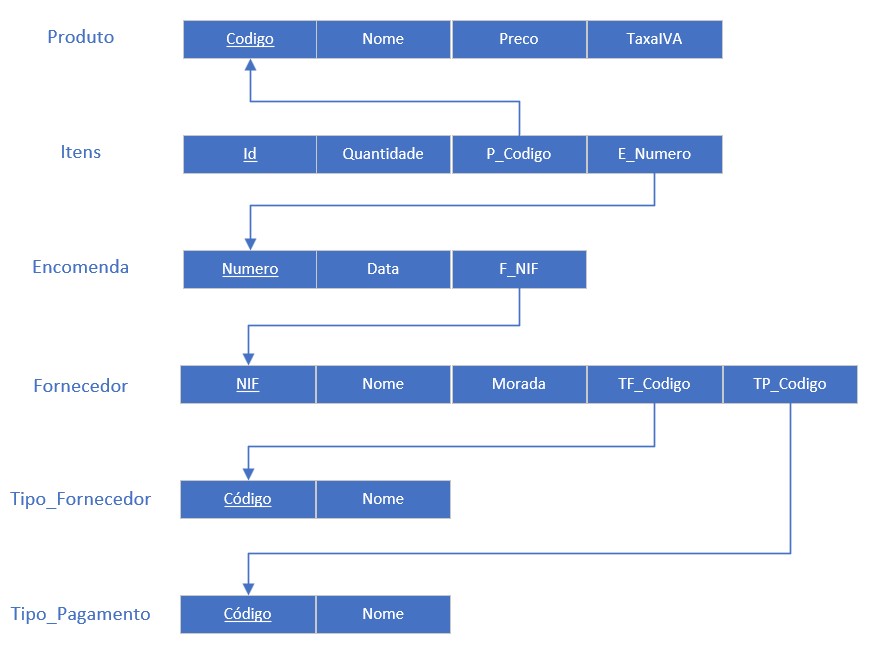 Produto
Codigo Nome Preco TaxaIVA
Itens
Id Quantidade P_Codigo E_Numero
Encomenda
Numero Data F_NIF
Fornecedor
NIF Nome Morada TF_Codigo TP_Codigo
Tipo_Fornecedor
Código Nome
Tipo_Pagamento
Código Nome